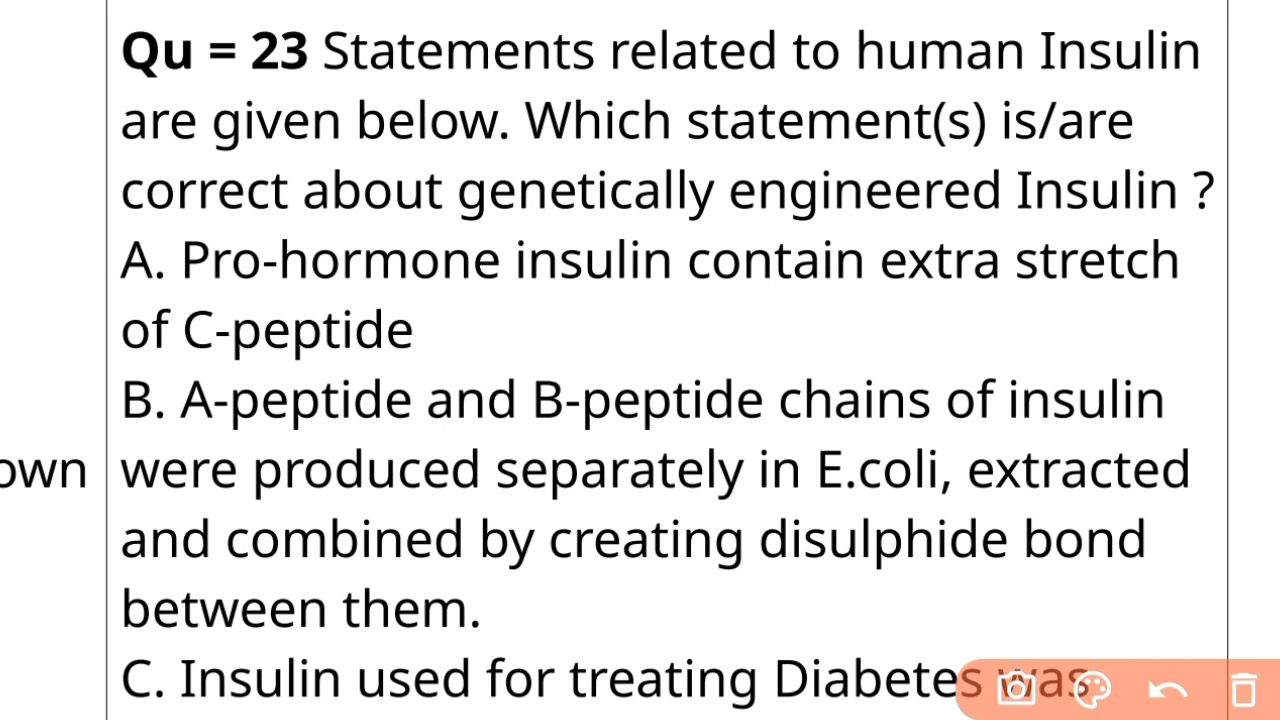 Qu = 23 Statements related to human Insulin
are given below. Which statement(s) is/are
correct about genetically engineered Insulin ?
A. Pro-hormone insulin contain extra stretch
of C-peptide
B. A-peptide and B-peptide chains of insulin
own were produced separately in E.coli, extracted
and combined by creating disulphide bond
between them.
C. Insulin used for treating Diabetes was